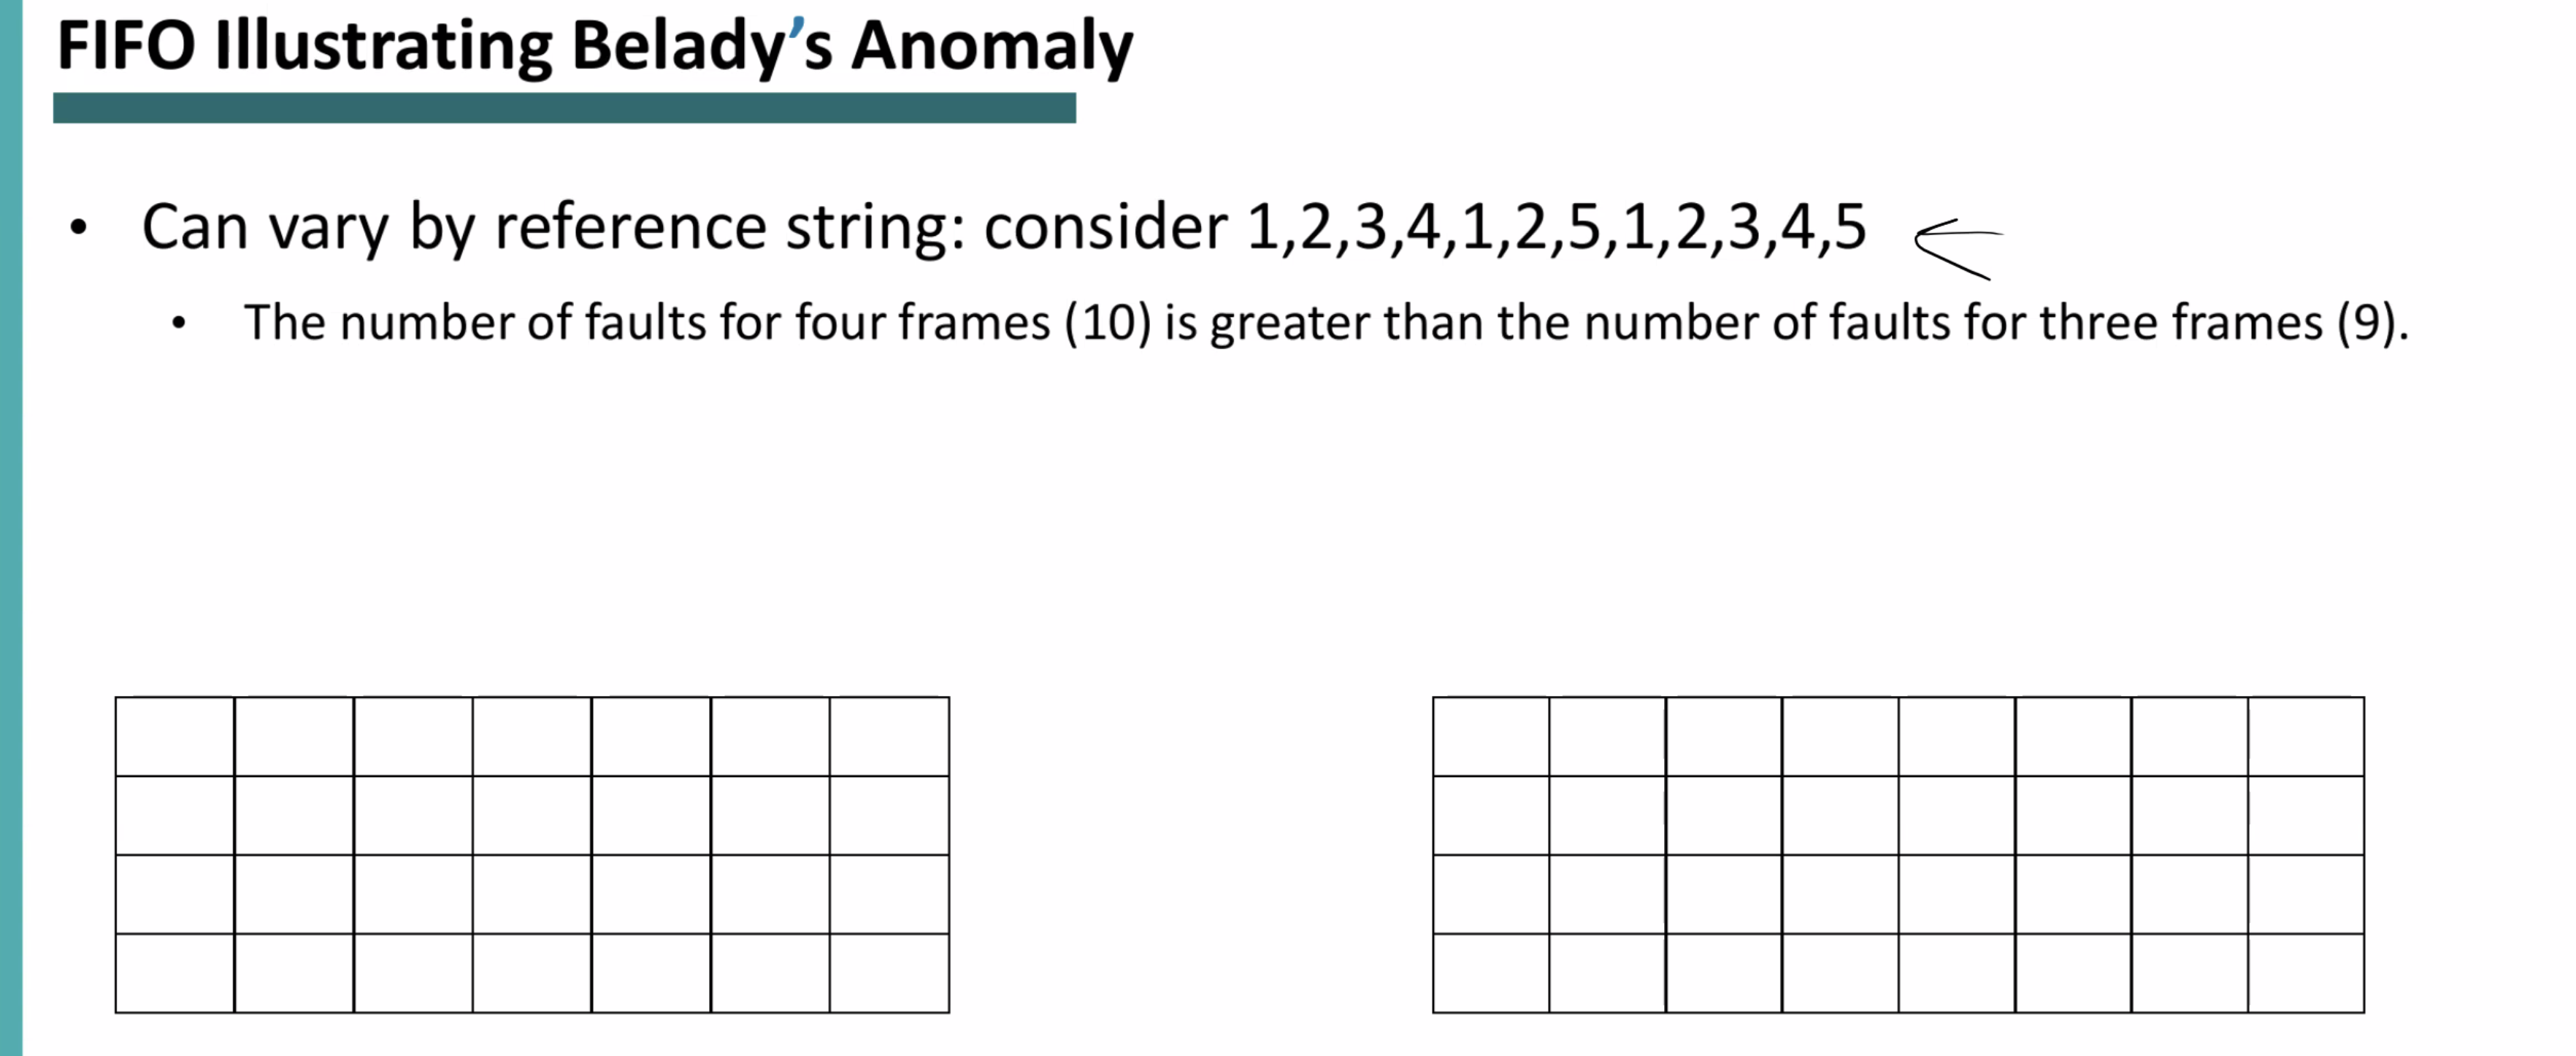 FIFO Illustrating Belady’s Anomaly
• Can vary by reference string: consider 1,2,3,4,1,2,5,1,2,3,4,5
• The number of faults for four frames (10) is greater than the number of faults for three frames (9).